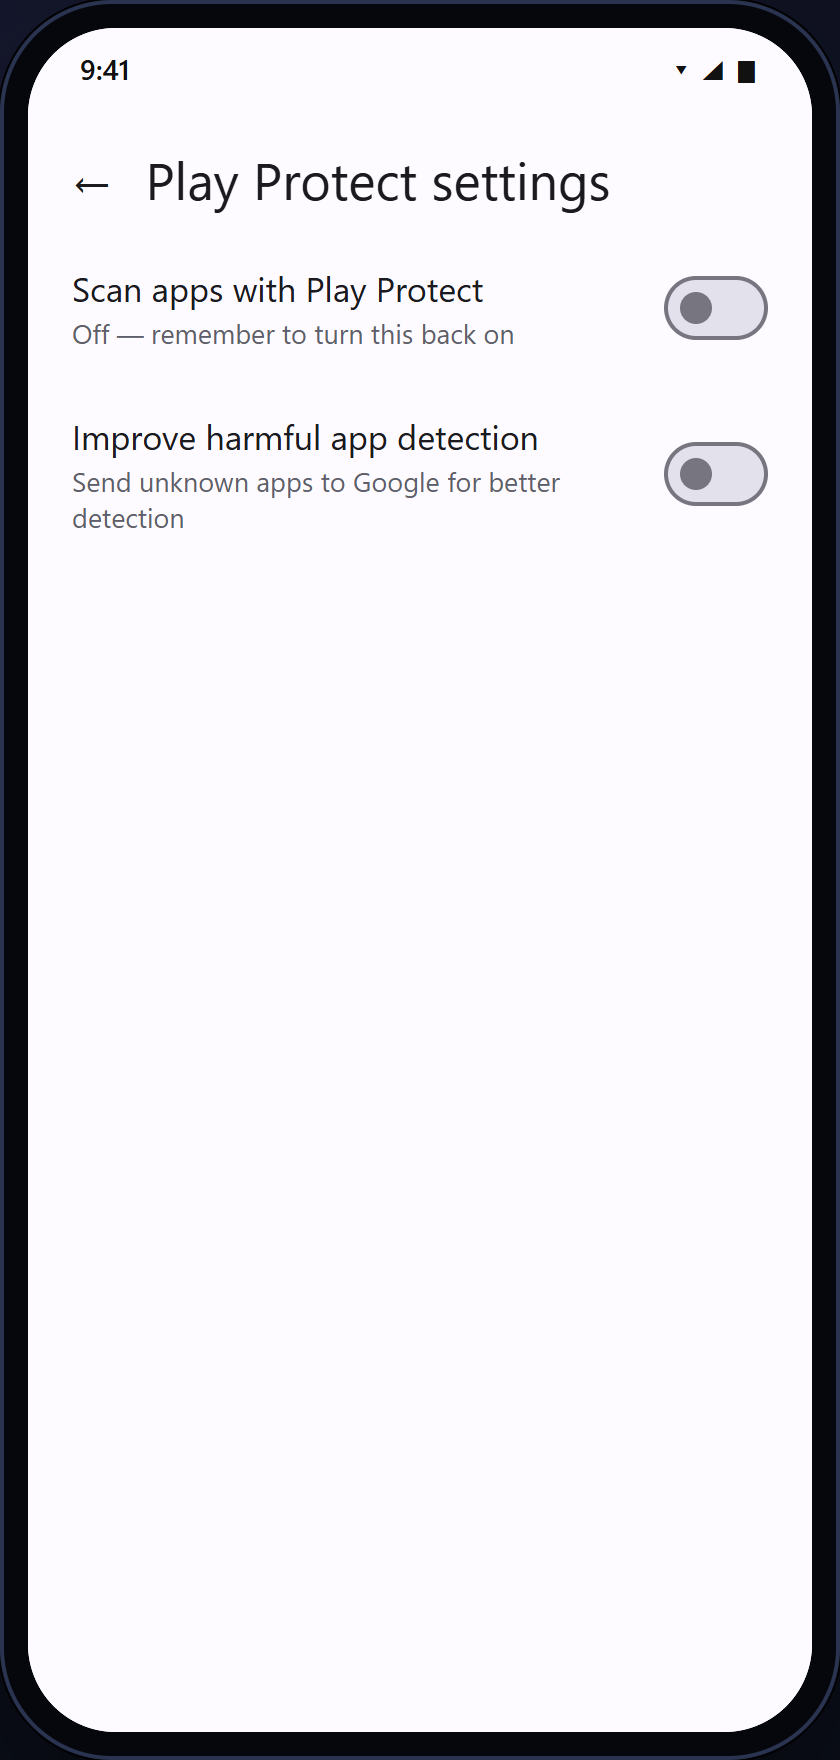 9:41
← Play Protect settings
Scan apps with Play Protect
Off — remember to turn this back on
Improve harmful app detection
Send unknown apps to Google for better
detection